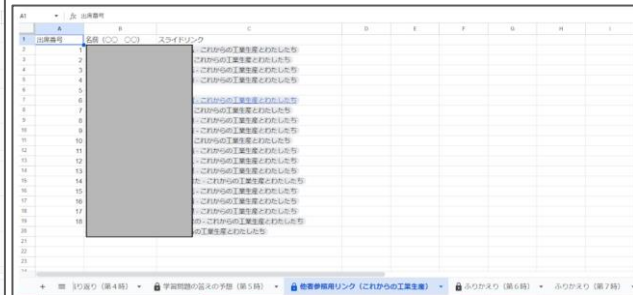 A1 fx 出席番号
A B C D E F G H I
1 出席番号 名前（○○　○○） スライドリンク
2 1 - これからの工業生産とわたしたち
3 2 これからの工業生産とわたしたち
4 3 - これからの工業生産とわたしたち
5 4 - これからの工業生産とわたしたち
6 5
7 6 - これからの工業生産とわたしたち
8 7 これからの工業生産とわたしたち
9 8 - これからの工業生産とわたしたち
10 9 - これからの工業生産とわたしたち
11 10 これからの工業生産とわたしたち
12 11 - これからの工業生産とわたしたち
13 12 - これからの工業生産とわたしたち
14 13 - これからの工業生産とわたしたち
15 14 た - これからの工業生産とわたしたち
16 15 - これからの工業生産とわたしたち
17 16 - これからの工業生産とわたしたち
18 17 - これからの工業生産とわたしたち
19 18 の - これからの工業生産とわたしたち
20 の工業生産とわたしたち
21
22
23
+ り返り（第4時） 学習問題の答えの予想（第5時） 他者参照用リンク（これからの工業生産） ふりかえり（第6時） ふりかえり（第7時）